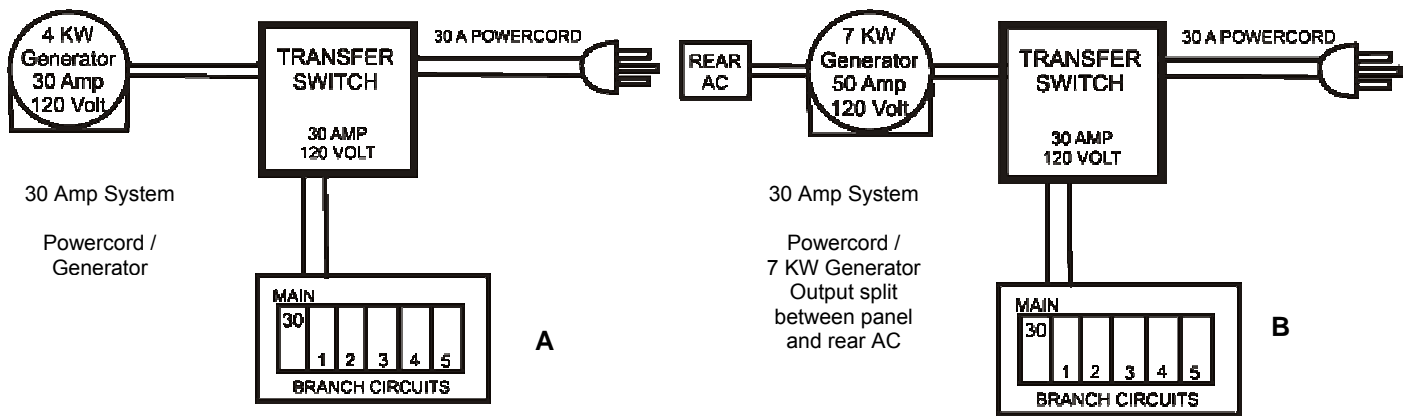 4 KW
Generator
30 Amp
120 Volt
TRANSFER
SWITCH
30 AMP
120 VOLT
30 A POWERCORD
30 Amp System
Powercord /
Generator
MAIN
30
1 2 3 4 5
BRANCH CIRCUITS
A
REAR
AC
7 KW
Generator
50 Amp
120 Volt
TRANSFER
SWITCH
30 AMP
120 VOLT
30 A POWERCORD
30 Amp System
Powercord /
7 KW Generator
Output split
between panel
and rear AC
MAIN
30
1 2 3 4 5
BRANCH CIRCUITS
B